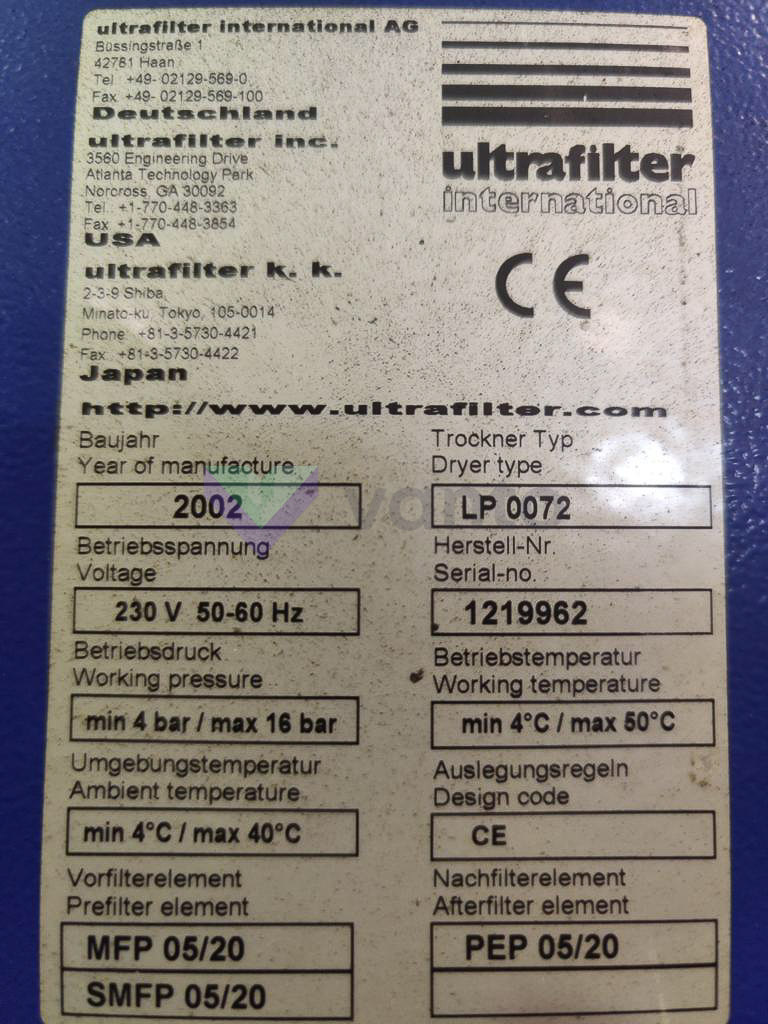 ultrafilter international AG
Büssingstraße 1
42781 Haan
Tel. +49- 02129-569-0
Fax +49- 02129-569-100
Deutschland
ultrafilter inc.
3560 Engineering Drive
Atlanta Technology Park
Norcross, GA 30092
Tel.: +1-770-448-3363
Fax +1-770-448-3854
USA
ultrafilter k. k.
2-3-9 Shiba
Minato-ku, Tokyo, 105-0014
Phone: +81-3-5730-4421
Fax: +81-3-5730-4422
Japan
ultrafilter
international
CE
http://www.ultrafilter.com
Baujahr
Year of manufacture
2002
Trockner Typ
Dryer type
LP 0072
Betriebsspannung
Voltage
230 V 50-60 Hz
Herstell-Nr.
Serial-no.
1219962
Betriebsdruck
Working pressure
min 4 bar / max 16 bar
Betriebstemperatur
Working temperature
min 4°C / max 50°C
Umgebungstemperatur
Ambient temperature
min 4°C / max 40°C
Auslegungsregeln
Design code
CE
Vorfilterelement
Prefilter element
MFP 05/20
SMFP 05/20
Nachfilterelement
Afterfilter element
PEP 05/20